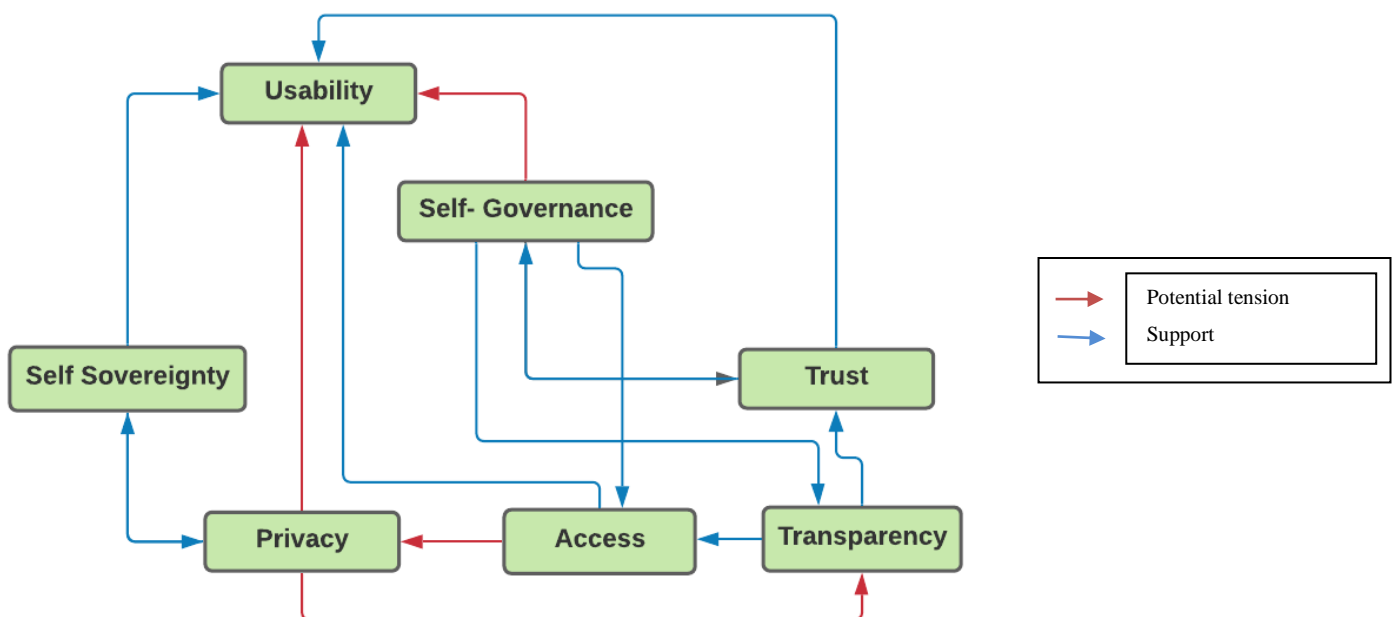 Usability
Self- Governance
Potential tension
Support
Self Sovereignty
Trust
Privacy
Access
Transparency